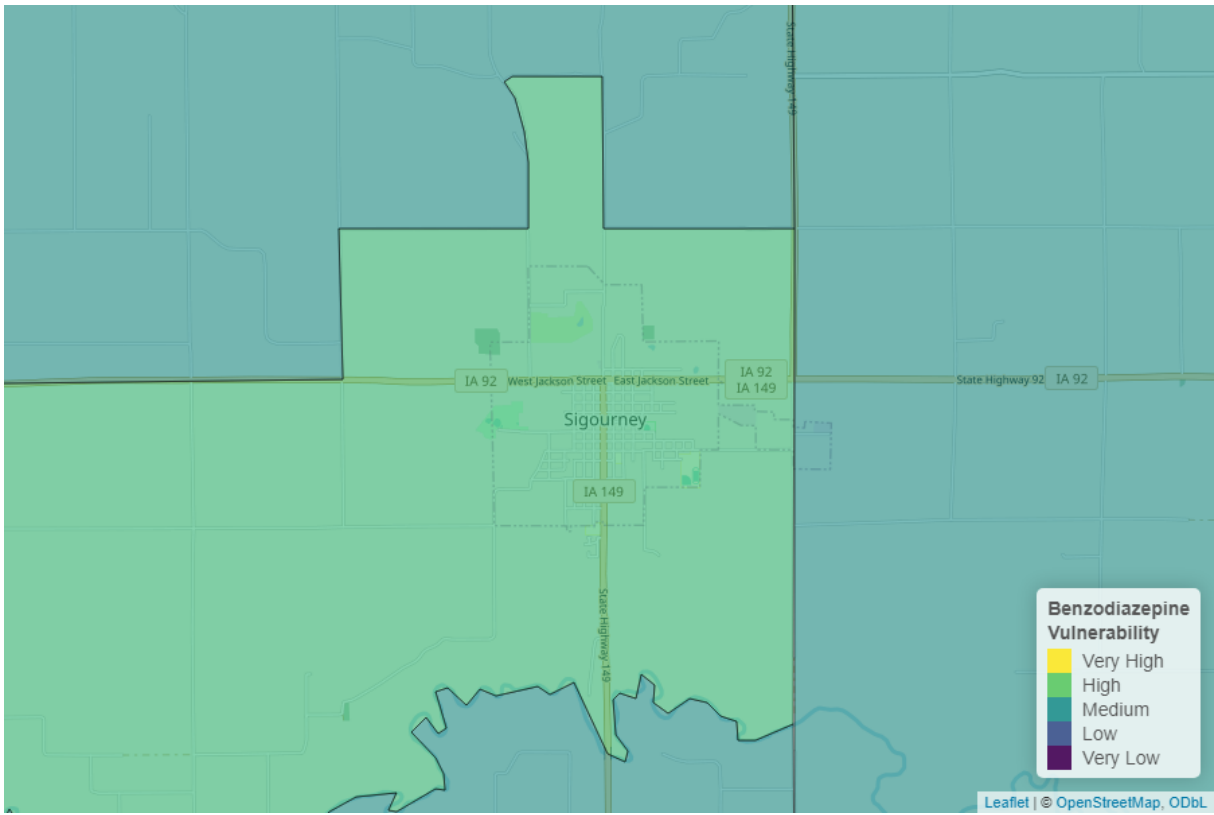 State Highway 149
IA 92
West Jackson Street
East Jackson Street
IA 92
IA 149
State Highway 92
IA 92
Sigourney
IA 149
State Highway 149
Benzodiazepine
Vulnerability
Very High
High
Medium
Low
Very Low
Leaflet | © OpenStreetMap, ODbL